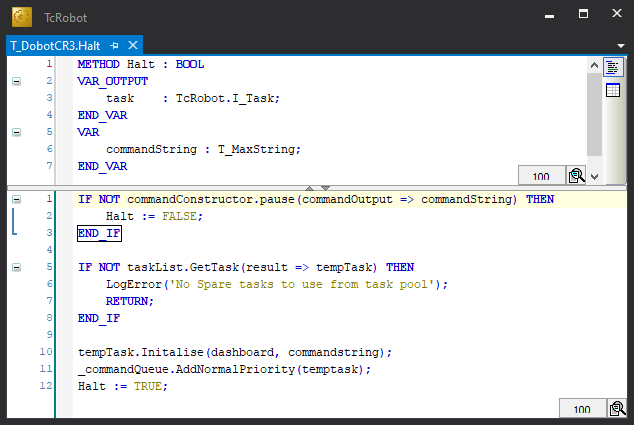 TcRobot
T_DobotCR3.Halt
1 METHOD Halt : BOOL
2 VAR_OUTPUT
3 task : TcRobot.I_Task;
4 END_VAR
5 VAR
6 commandString : T_MaxString;
7 END_VAR
100
1 IF NOT commandConstructor.pause(commandOutput => commandString) THEN
2 Halt := FALSE;
3 END_IF
4
5 IF NOT taskList.GetTask(result => tempTask) THEN
6 LogError('No Spare tasks to use from task pool');
7 RETURN;
8 END_IF
9
10 tempTask.Initalise(dashboard, commandstring);
11 _commandQueue.AddNormalPriority(temptask);
12 Halt := TRUE;
100